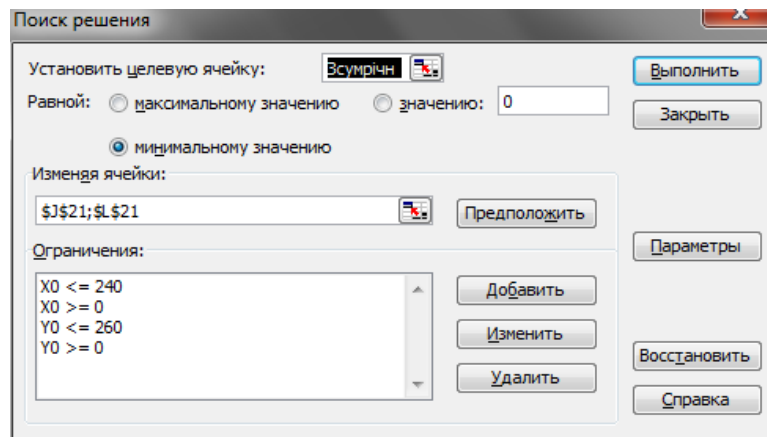 Поиск решения
Установить целевую ячейку: Зсумрічн Выполнить
Равной: максимальному значению значению: 0 Закрыть
минимальному значению
Изменяя ячейки:
$J$21;$L$21 Предположить
Ограничения: Параметры
X0 <= 240 Добавить
X0 >= 0
Y0 <= 260 Изменить
Y0 >= 0
Восстановить
Удалить
Справка